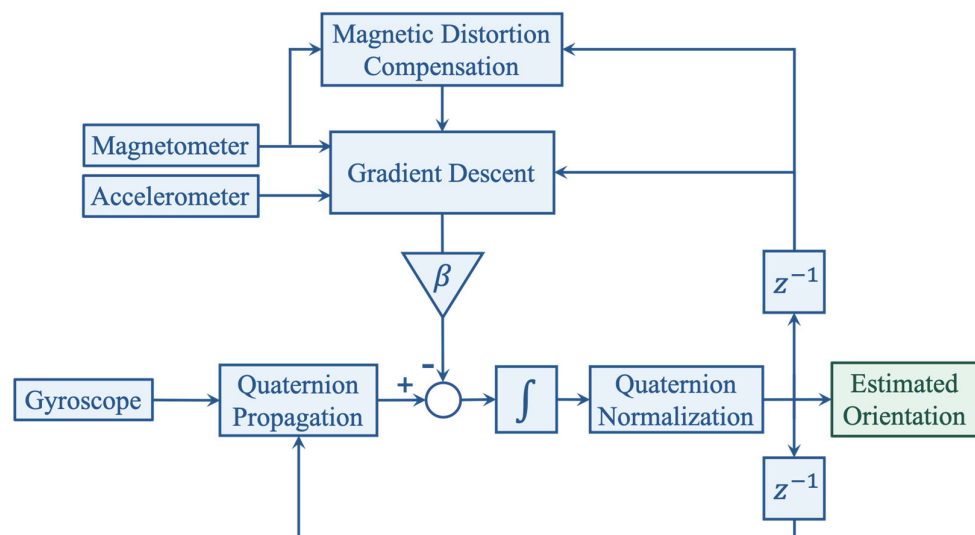 Magnetic Distortion
Compensation
Magnetometer
Gradient Descent
Accelerometer
β
z⁻¹
-
+
Gyroscope
Quaternion
Propagation
∫
Quaternion
Normalization
Estimated
Orientation
z⁻¹